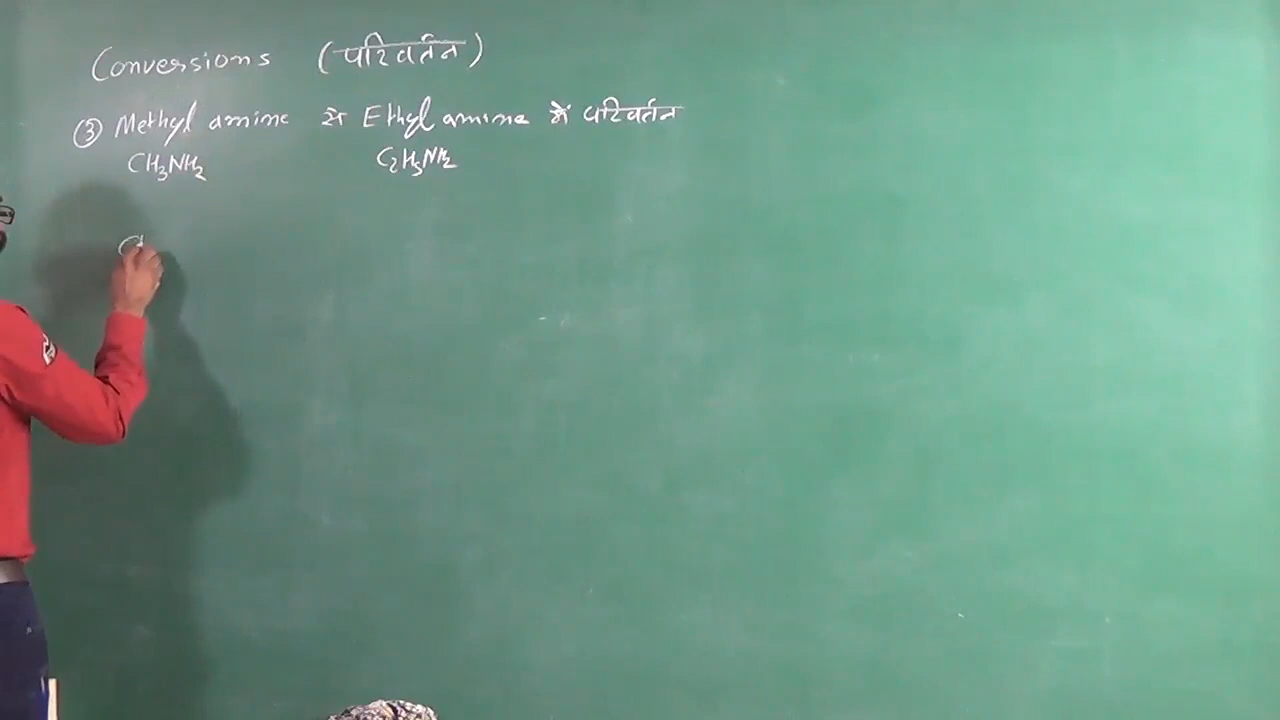 Conversions (परिवर्तन)
③ Methyl amine से Ethyl amine में परिवर्तन
CH₃NH₂ C₂H₅NH₂
C